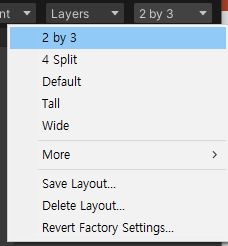 nt Layers 2 by 3
2 by 3
4 Split
Default
Tall
Wide
More
Save Layout...
Delete Layout...
Revert Factory Settings...